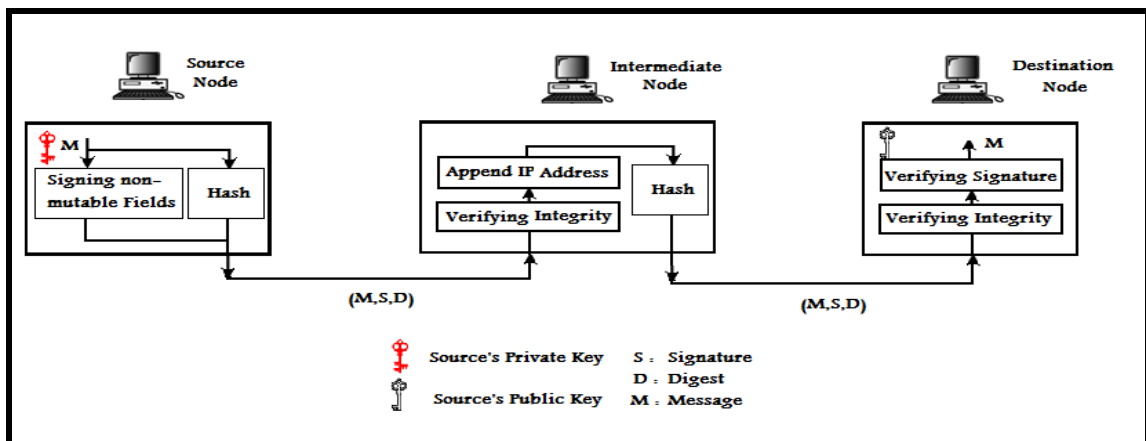 Source
Node
Intermediate
Node
Destination
Node
M
Signing non-
mutable Fields
Hash
Append IP Address
Verifying Integrity
Hash
M
Verifying Signature
Verifying Integrity
(M,S,D)
(M,S,D)
Source's Private Key
S : Signature
D : Digest
Source's Public Key
M : Message